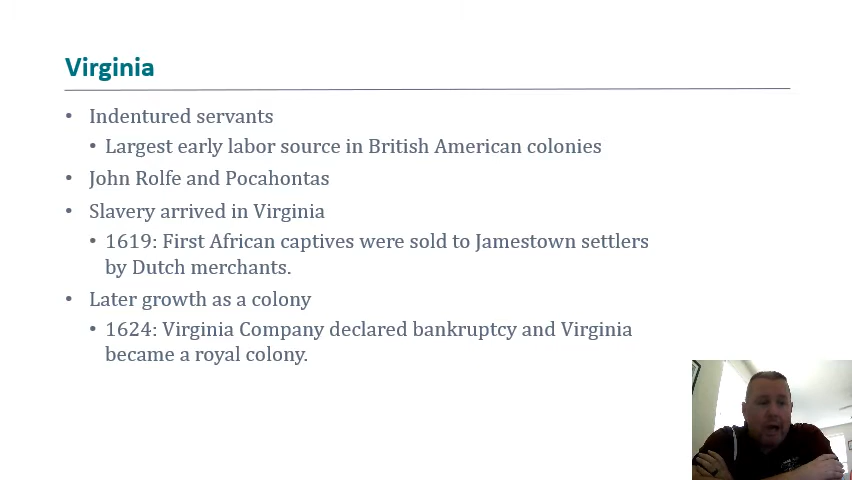 Virginia
• Indentured servants
• Largest early labor source in British American colonies
• John Rolfe and Pocahontas
• Slavery arrived in Virginia
• 1619: First African captives were sold to Jamestown settlers
by Dutch merchants.
• Later growth as a colony
• 1624: Virginia Company declared bankruptcy and Virginia
became a royal colony.